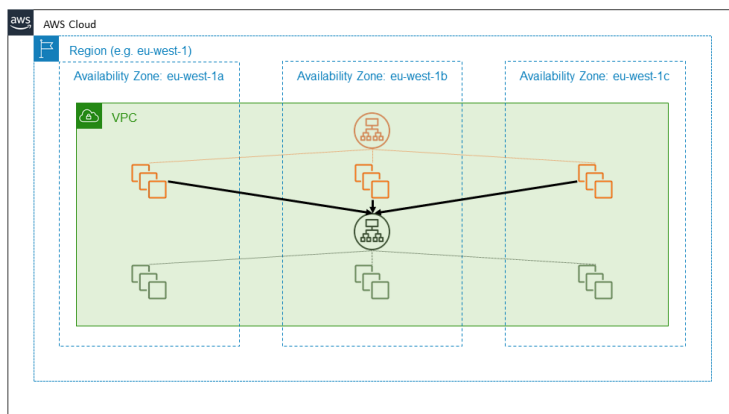 aws
AWS Cloud
Region (e.g. eu-west-1)
Availability Zone: eu-west-1a
Availability Zone: eu-west-1b
Availability Zone: eu-west-1c
VPC